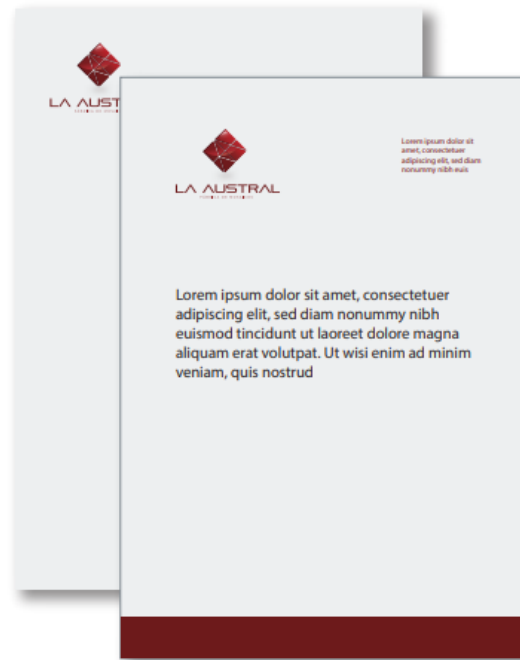 LA AUST
Lorem ipsum dolor sit
amet, consectetuer
adipiscing elit, sed diam
nonummy nibh euis
LA AUSTRAL
Lorem ipsum dolor sit amet, consectetuer
adipiscing elit, sed diam nonummy nibh
euismod tincidunt ut laoreet dolore magna
aliquam erat volutpat. Ut wisi enim ad minim
veniam, quis nostrud